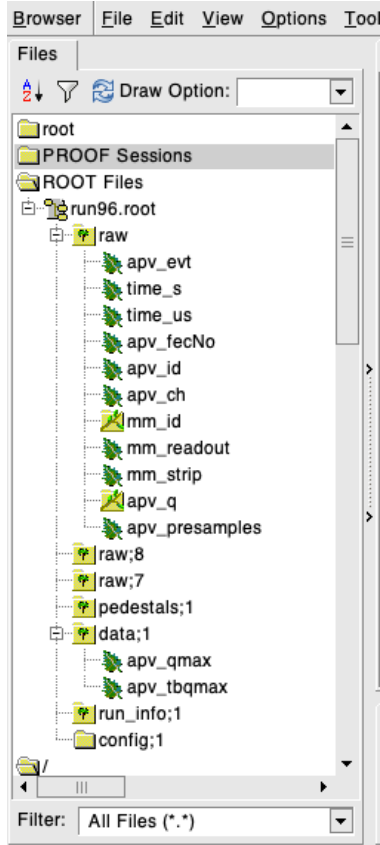 Browser File Edit View Options Tool
Files
A Z Draw Option:
root
PROOF Sessions
ROOT Files
run96.root
raw
apv_evt
time_s
time_us
apv_fecNo
apv_id
apv_ch
mm_id
mm_readout
mm_strip
apv_q
apv_presamples
raw;8
raw;7
pedestals;1
data;1
apv_qmax
apv_tbqmax
run_info;1
config;1
/
Filter: All Files (*.*)